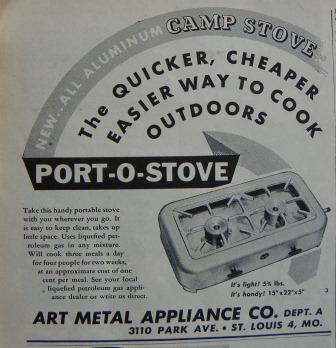 NEW..ALL ALUMINUM CAMP STOVE
The QUICKER, CHEAPER
EASIER WAY TO COOK
OUTDOORS
PORT-O-STOVE
Take this handy portable stove
with you wherever you go. It
is easy to keep clean, takes up
little space. Uses liquefied pet-
roleum gas in any mixture.
Will cook three meals a day
for four people for two weeks,
at an approximate cost of one
cent per meal. See your local
liquefied petroleum gas appli-
ance dealer or write us direct.
It's light! 5¾ lbs.
It's handy! 15"x22"x5"
3
ART METAL APPLIANCE CO. DEPT. A
3110 PARK AVE. • ST. LOUIS 4, MO.